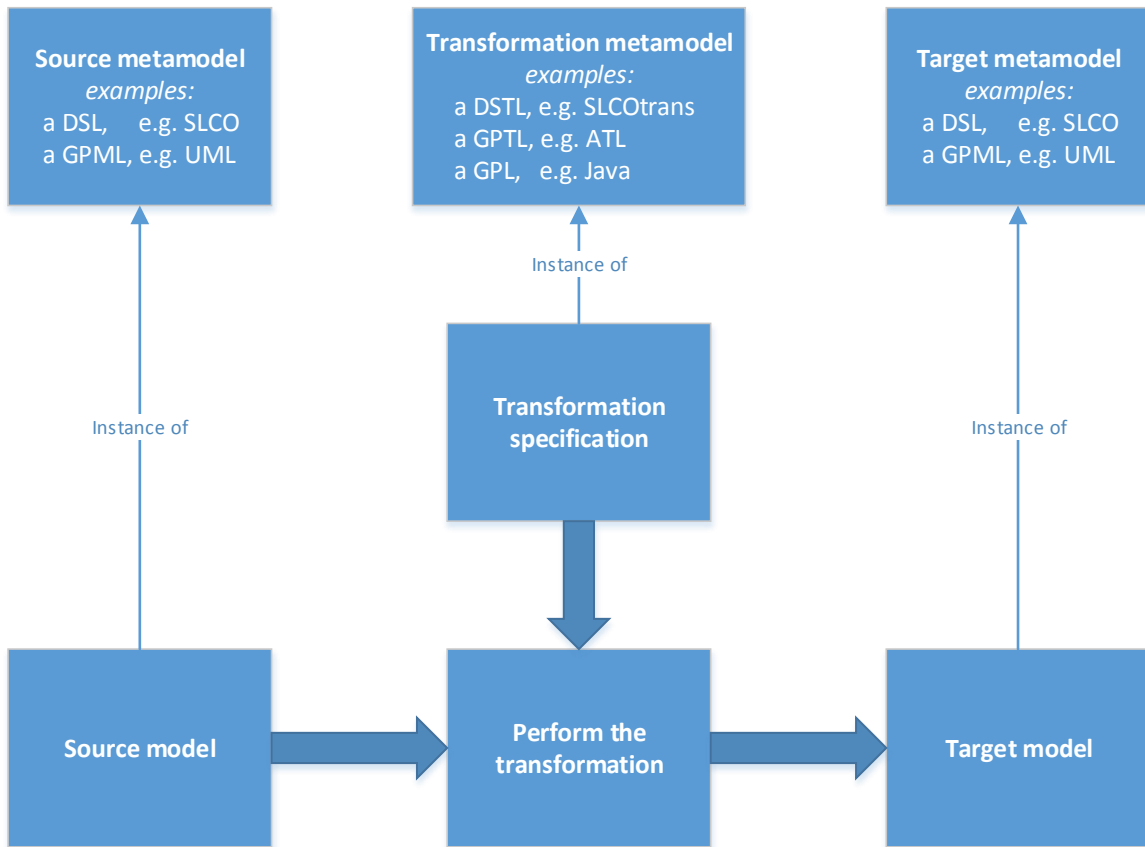 Source metamodel
examples:
a DSL, e.g. SLCO
a GPML, e.g. UML
Transformation metamodel
examples:
a DSTL, e.g. SLCOtrans
a GPTL, e.g. ATL
a GPL, e.g. Java
Target metamodel
examples:
a DSL, e.g. SLCO
a GPML, e.g. UML
Instance of
Transformation
specification
Instance of
Instance of
Source model
Perform the
transformation
Target model